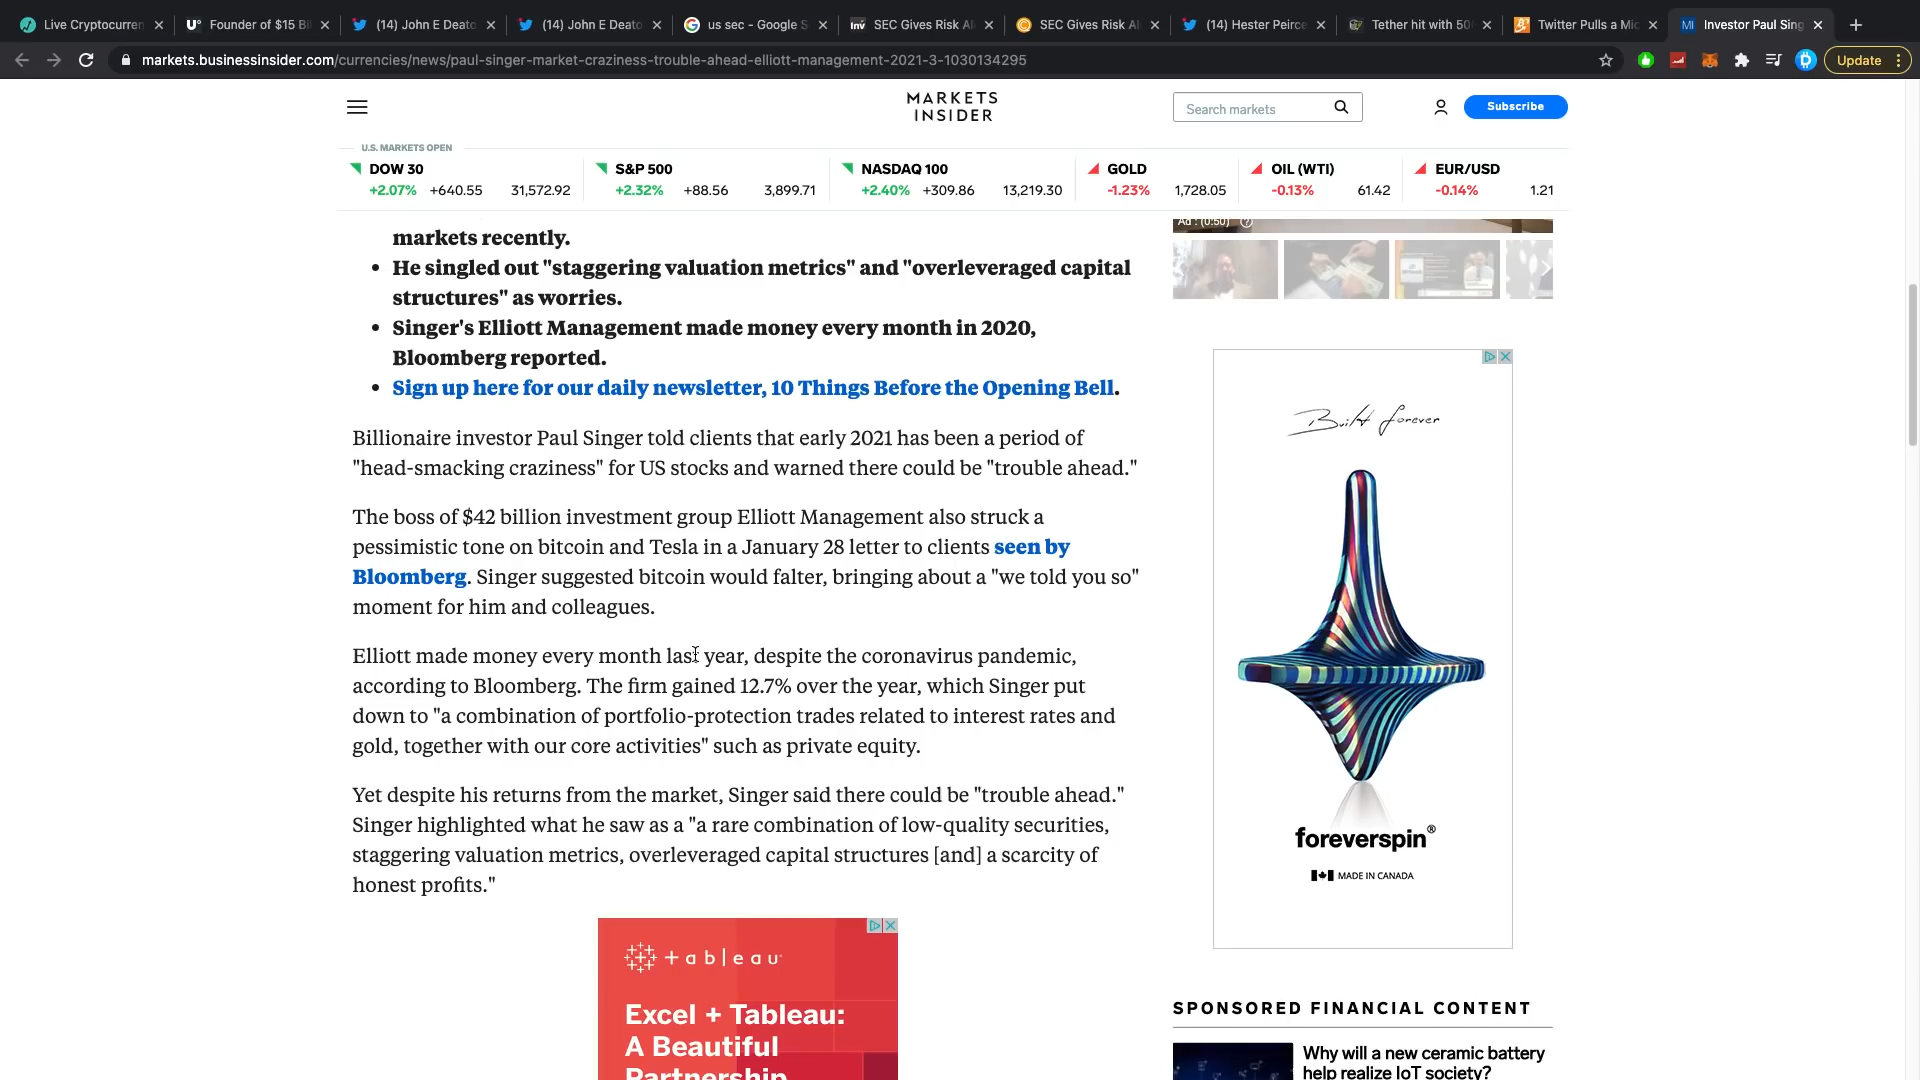 Live Cryptocurren
Founder of $15 Bi
(14) John E Deato
(14) John E Deato
us sec - Google S
SEC Gives Risk Al
SEC Gives Risk Al
(14) Hester Peirce
Tether hit with 50
Twitter Pulls a Mic
Investor Paul Sing
markets.businessinsider.com/currencies/news/paul-singer-market-craziness-trouble-ahead-elliott-management-2021-3-1030134295
Update
MARKETS
INSIDER
Search markets
Subscribe
U.S. MARKETS OPEN
DOW 30
+2.07% +640.55 31,572.92
S&P 500
+2.32% +88.56 3,899.71
NASDAQ 100
+2.40% +309.86 13,219.30
GOLD
-1.23% 1,728.05
OIL (WTI)
-0.13% 61.42
EUR/USD
-0.14% 1.21
markets recently.
• He singled out "staggering valuation metrics" and "overleveraged capital
structures" as worries.
• Singer's Elliott Management made money every month in 2020,
Bloomberg reported.
• Sign up here for our daily newsletter, 10 Things Before the Opening Bell.
Billionaire investor Paul Singer told clients that early 2021 has been a period of
"head-smacking craziness" for US stocks and warned there could be "trouble ahead."
The boss of $42 billion investment group Elliott Management also struck a
pessimistic tone on bitcoin and Tesla in a January 28 letter to clients seen by
Bloomberg. Singer suggested bitcoin would falter, bringing about a "we told you so"
moment for him and colleagues.
Elliott made money every month last year, despite the coronavirus pandemic,
according to Bloomberg. The firm gained 12.7% over the year, which Singer put
down to "a combination of portfolio-protection trades related to interest rates and
gold, together with our core activities" such as private equity.
Yet despite his returns from the market, Singer said there could be "trouble ahead."
Singer highlighted what he saw as a "a rare combination of low-quality securities,
staggering valuation metrics, overleveraged capital structures [and] a scarcity of
honest profits."
+ableau
Excel + Tableau:
A Beautiful
Partnership
Ad : (0:50)
Built forever
foreverspin®
MADE IN CANADA
SPONSORED FINANCIAL CONTENT
Why will a new ceramic battery
help realize IoT society?